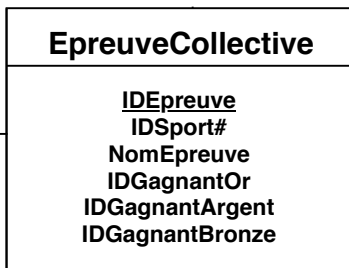 EpreuveCollective
IDEpreuve
IDSport#
NomEpreuve
IDGagnantOr
IDGagnantArgent
IDGagnantBronze